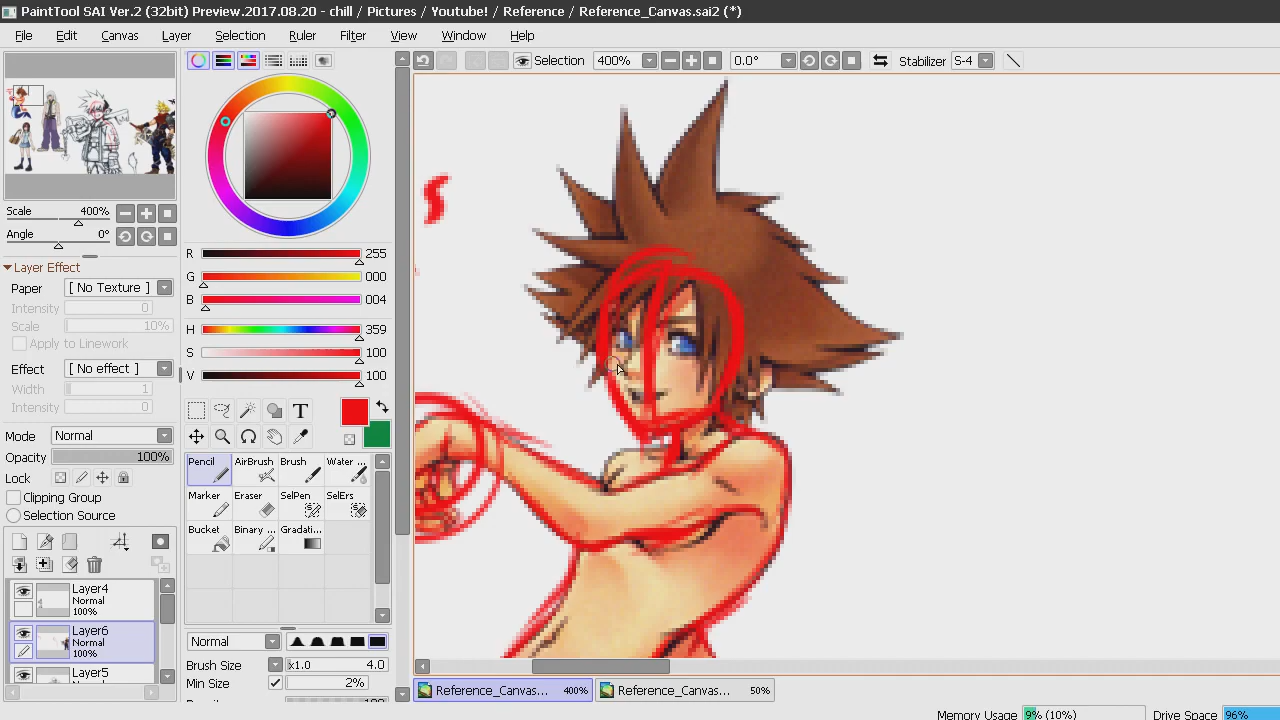 PaintTool SAI Ver.2 (32bit) Preview.2017.08.20 - chill / Pictures / Youtube! / Reference / Reference_Canvas.sai2 (*)
File Edit Canvas Layer Selection Ruler Filter View Window Help
Selection 400% 0.0° Stabilizer S-4
Scale 400%
Angle 0°
R 255
G 000
B 004
H 359
S 100
V 100
Layer Effect
Paper [ No Texture ]
Intensity 0
Scale 10%
Apply to Linework
Effect [ No effect ]
Width 1
Intensity 0
Mode Normal
Opacity 100%
Lock
Clipping Group
Selection Source
T
Pencil AirBrush Brush Water ...
Marker Eraser SelPen SelErs
Bucket Binary ... Gradati...
Layer4
Normal
100%
Layer6
Normal
100%
Layer5
Normal
Brush Size x1.0 4.0
Min Size 2%
S
Reference_Canvas... 400% Reference_Canvas... 50%
Memory Usage 9% (10%) Drive Space 96%